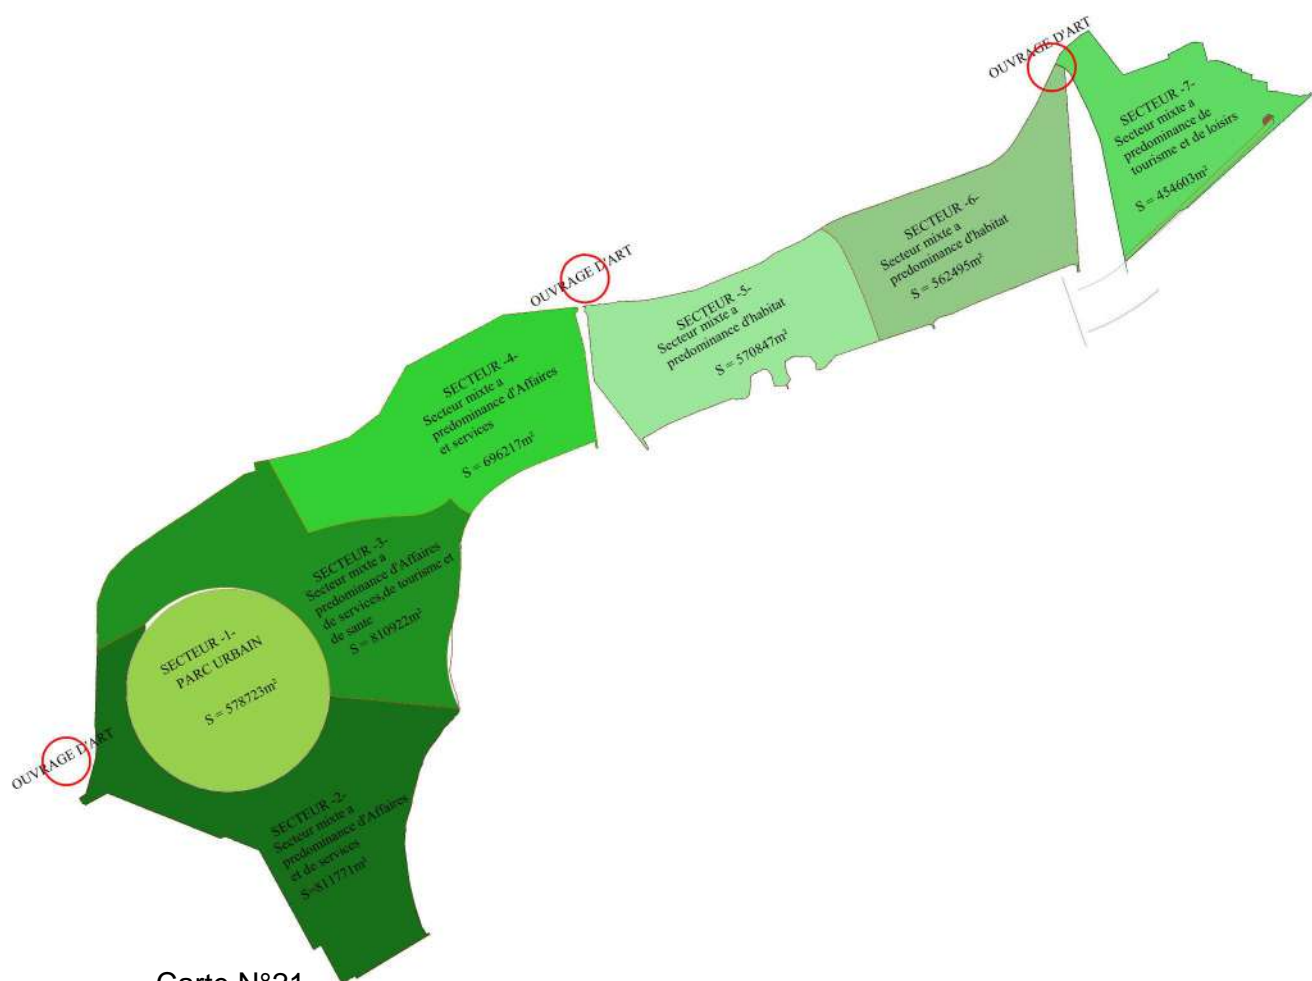 OUVRAGE D'ART
SECTEUR -7-
Secteur mixte a
predominance de
tourisme et de loisirs
S = 454603m²
SECTEUR -6-
Secteur mixte a
predominance d'habitat
S = 562495m²
OUVRAGE D'ART
SECTEUR -5-
Secteur mixte a
predominance d'habitat
S = 570847m²
SECTEUR -4-
Secteur mixte a
predominance d'Affaires
et services
S = 696217m²
SECTEUR -3-
Secteur mixte a
predominance d'Affaires
de services,de tourisme et
de sante
S = 810922m²
SECTEUR -1-
PARC URBAIN
S = 578723m²
OUVRAGE D'ART
SECTEUR -2-
Secteur mixte a
predominance d'Affaires
et de services
S=811771m²
Carte N°21